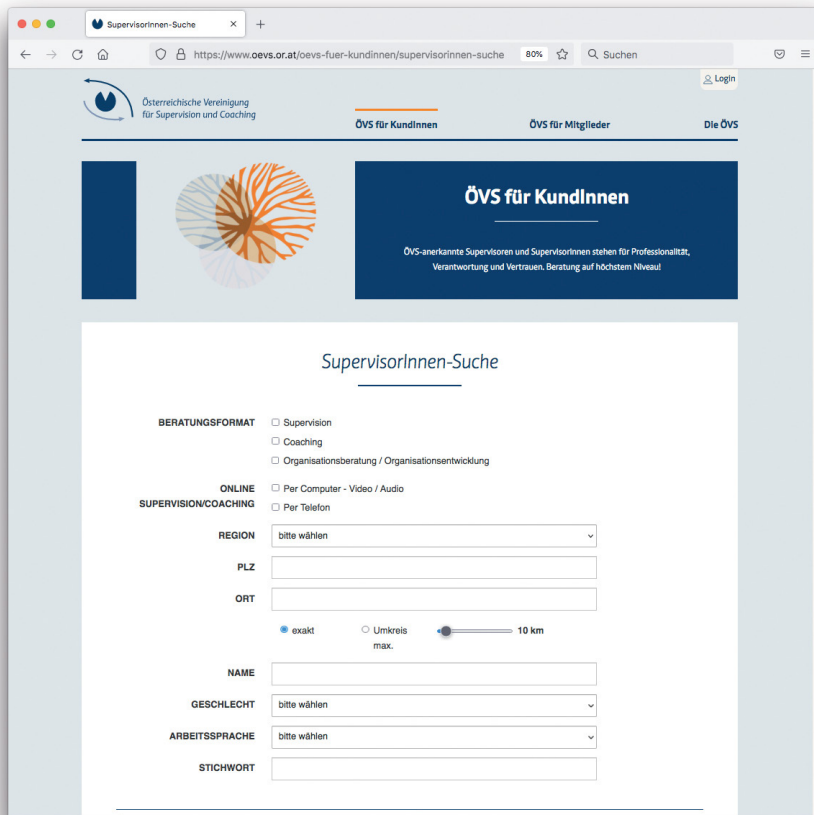 SupervisorInnen-Suche
https://www.oevs.or.at/oevs-fuer-kundinnen/supervisorinnen-suche 80% Suchen
Login
Österreichische Vereinigung
für Supervision und Coaching
ÖVS für KundInnen ÖVS für Mitglieder Die ÖVS
ÖVS für KundInnen
ÖVS-anerkannte Supervisoren und Supervisorinnen stehen für Professionalität,
Verantwortung und Vertrauen. Beratung auf höchstem Niveau!
SupervisorInnen-Suche
BERATUNGSFORMAT Supervision
Coaching
Organisationsberatung / Organisationsentwicklung
ONLINE Per Computer - Video / Audio
SUPERVISION/COACHING Per Telefon
REGION bitte wählen
PLZ
ORT
exakt Umkreis 10 km
max.
NAME
GESCHLECHT bitte wählen
ARBEITSSPRACHE bitte wählen
STICHWORT